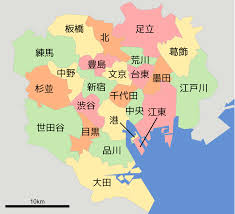 足立
板橋
北
葛飾
練馬
荒川
豊島
文京
台東
墨田
中野
杉並
新宿
江戸川
千代田
渋谷
中央
江東
港
世田谷
目黒
品川
大田
10km